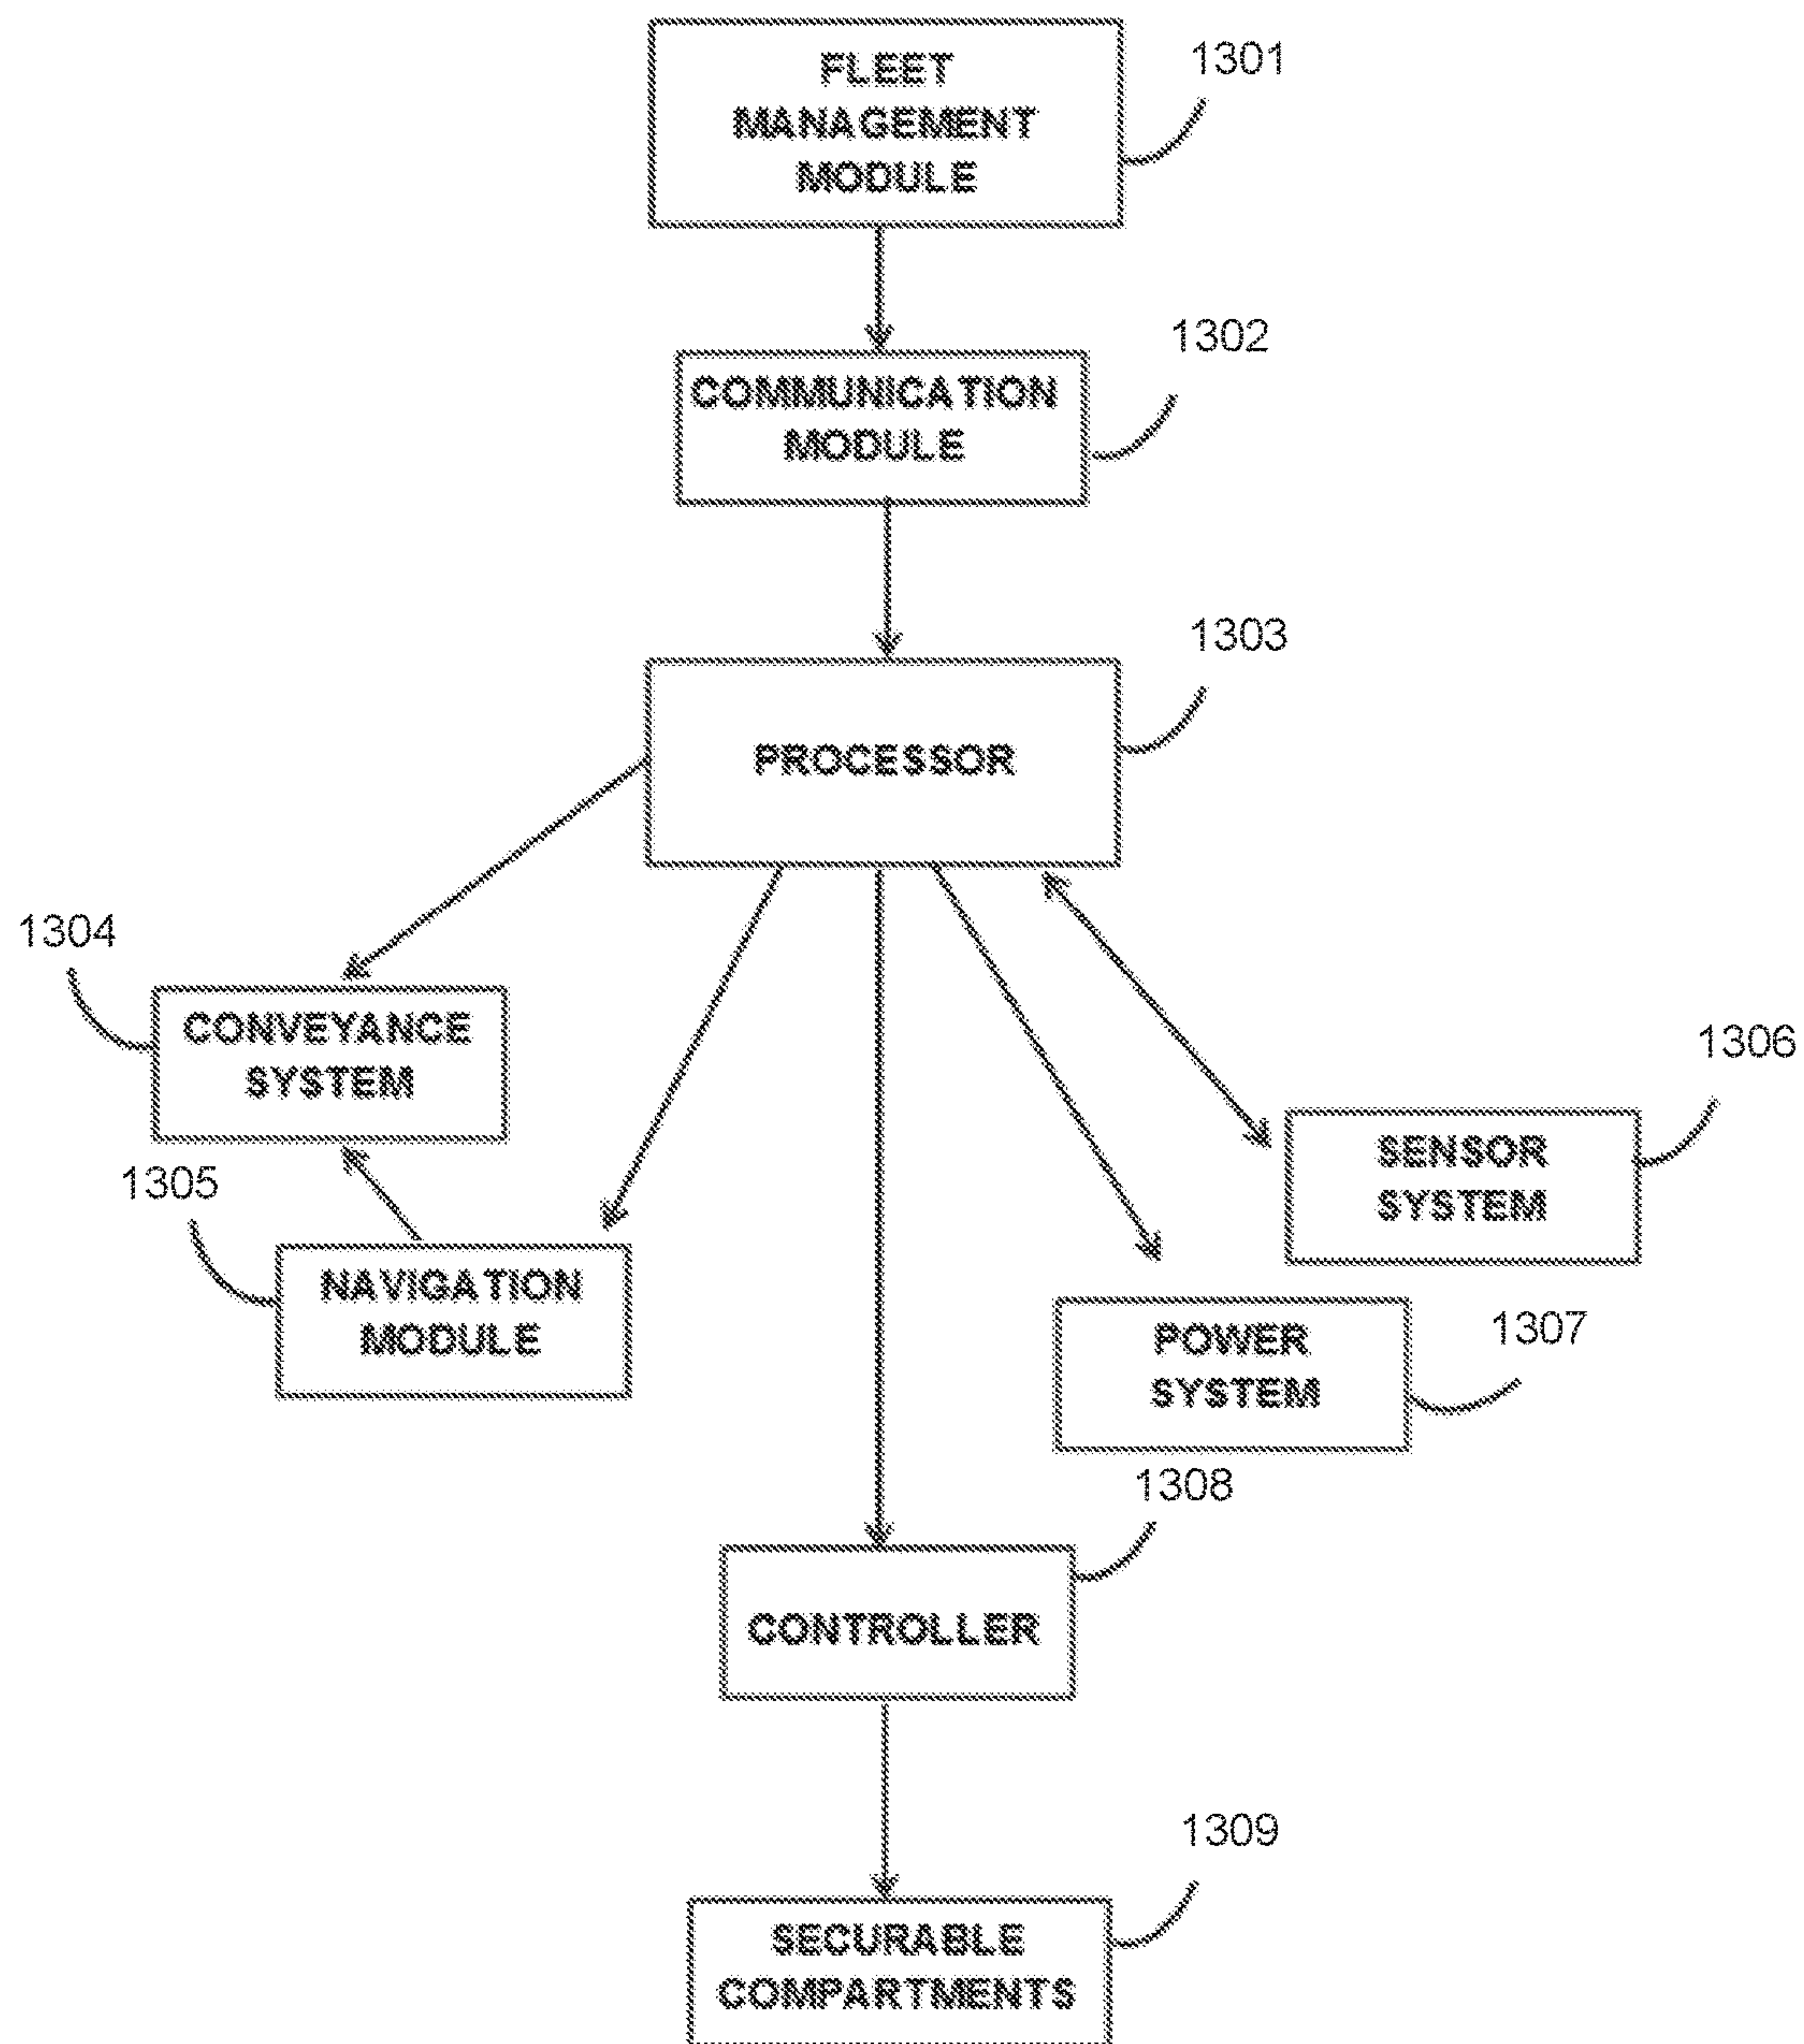 FLEET
MANAGEMENT
MODULE
1301
1302
COMMUNICATION
MODULE
1303
PROCESSOR
1304
CONVEYANCE
SYSTEM
1306
SENSOR
SYSTEM
1305
NAVIGATION
MODULE
POWER
SYSTEM
1307
1308
CONTROLLER
1309
SECURABLE
COMPARTMENTS